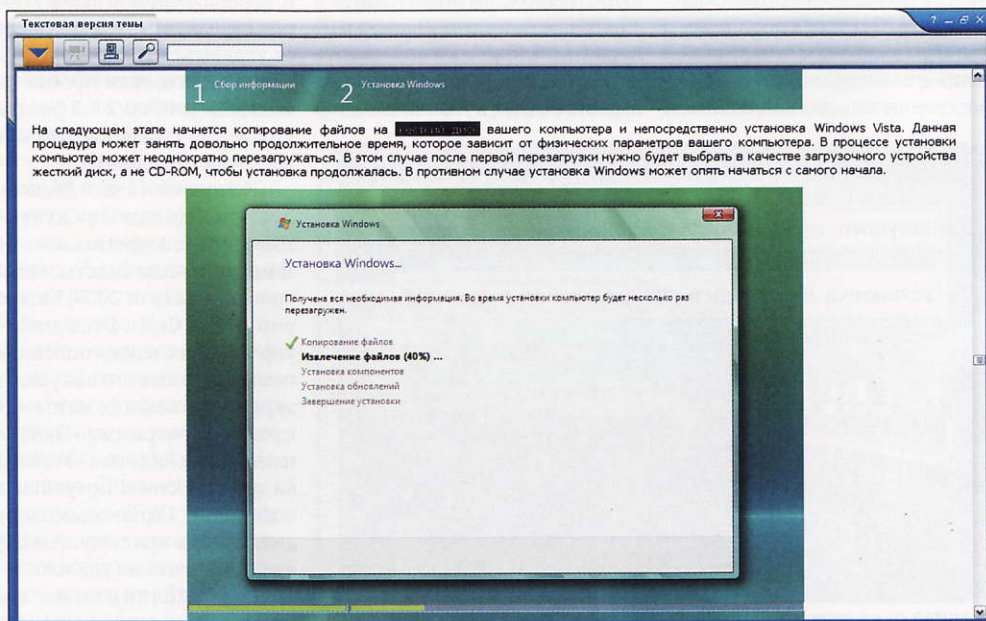 Текстовая версия темы
? –
1 Сбор информации 2 Установка Windows
На следующем этапе начнется копирование файлов на жесткий диск вашего компьютера и непосредственно установка Windows Vista. Данная
процедура может занять довольно продолжительное время, которое зависит от физических параметров вашего компьютера. В процессе установки
компьютер может неоднократно перезагружаться. В этом случае после первой перезагрузки нужно будет выбрать в качестве загрузочного устройства
жесткий диск, а не CD-ROM, чтобы установка продолжалась. В противном случае установка Windows может опять начаться с самого начала.
Установка Windows
Установка Windows...
Получена вся необходимая информация. Во время установки компьютер будет несколько раз
перезагружен.
Копирование файлов
Извлечение файлов (40%) ...
Установка компонентов
Установка обновлений
Завершение установки